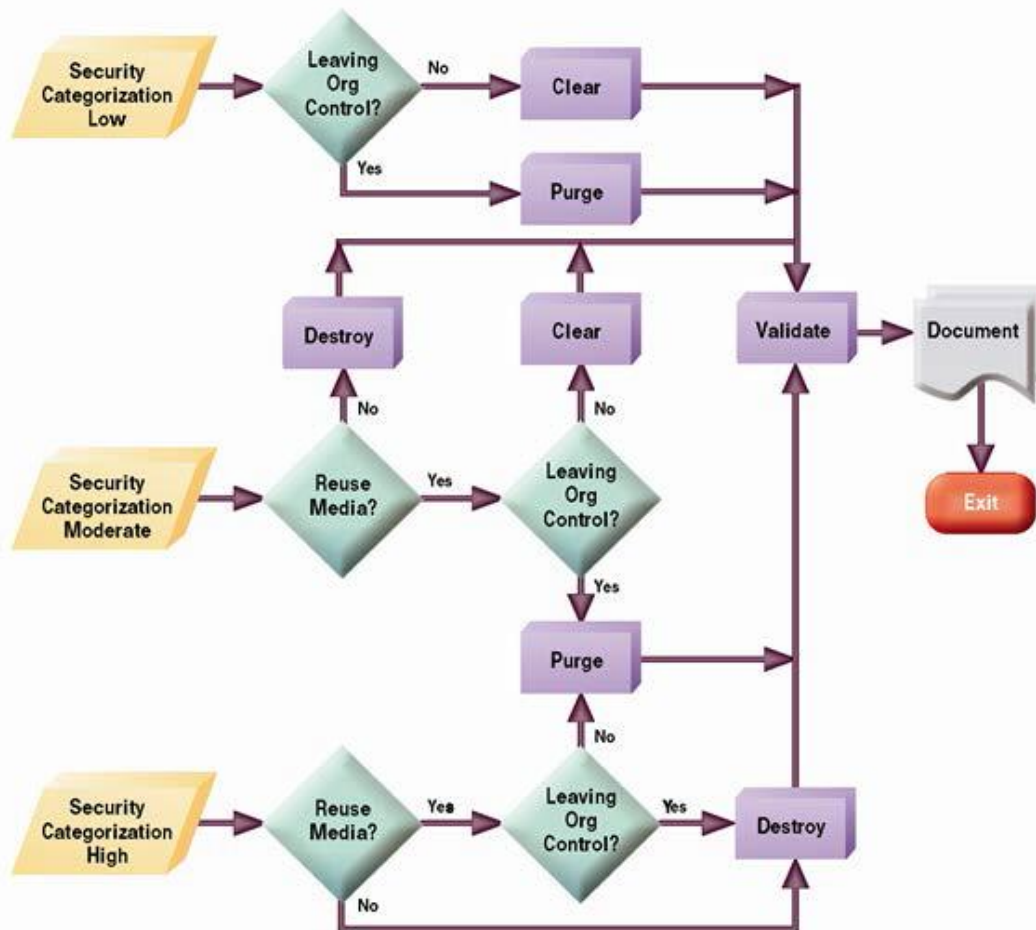 Security
Categorization
Low
Leaving
Org
Control?
No
Clear
Yes
Purge
Destroy
Clear
Validate
Document
No
No
Security
Categorization
Moderate
Reuse
Media?
Yes
Leaving
Org
Control?
Exit
Yes
Purge
No
Security
Categorization
High
Reuse
Media?
Yes
Leaving
Org
Control?
Yes
Destroy
No